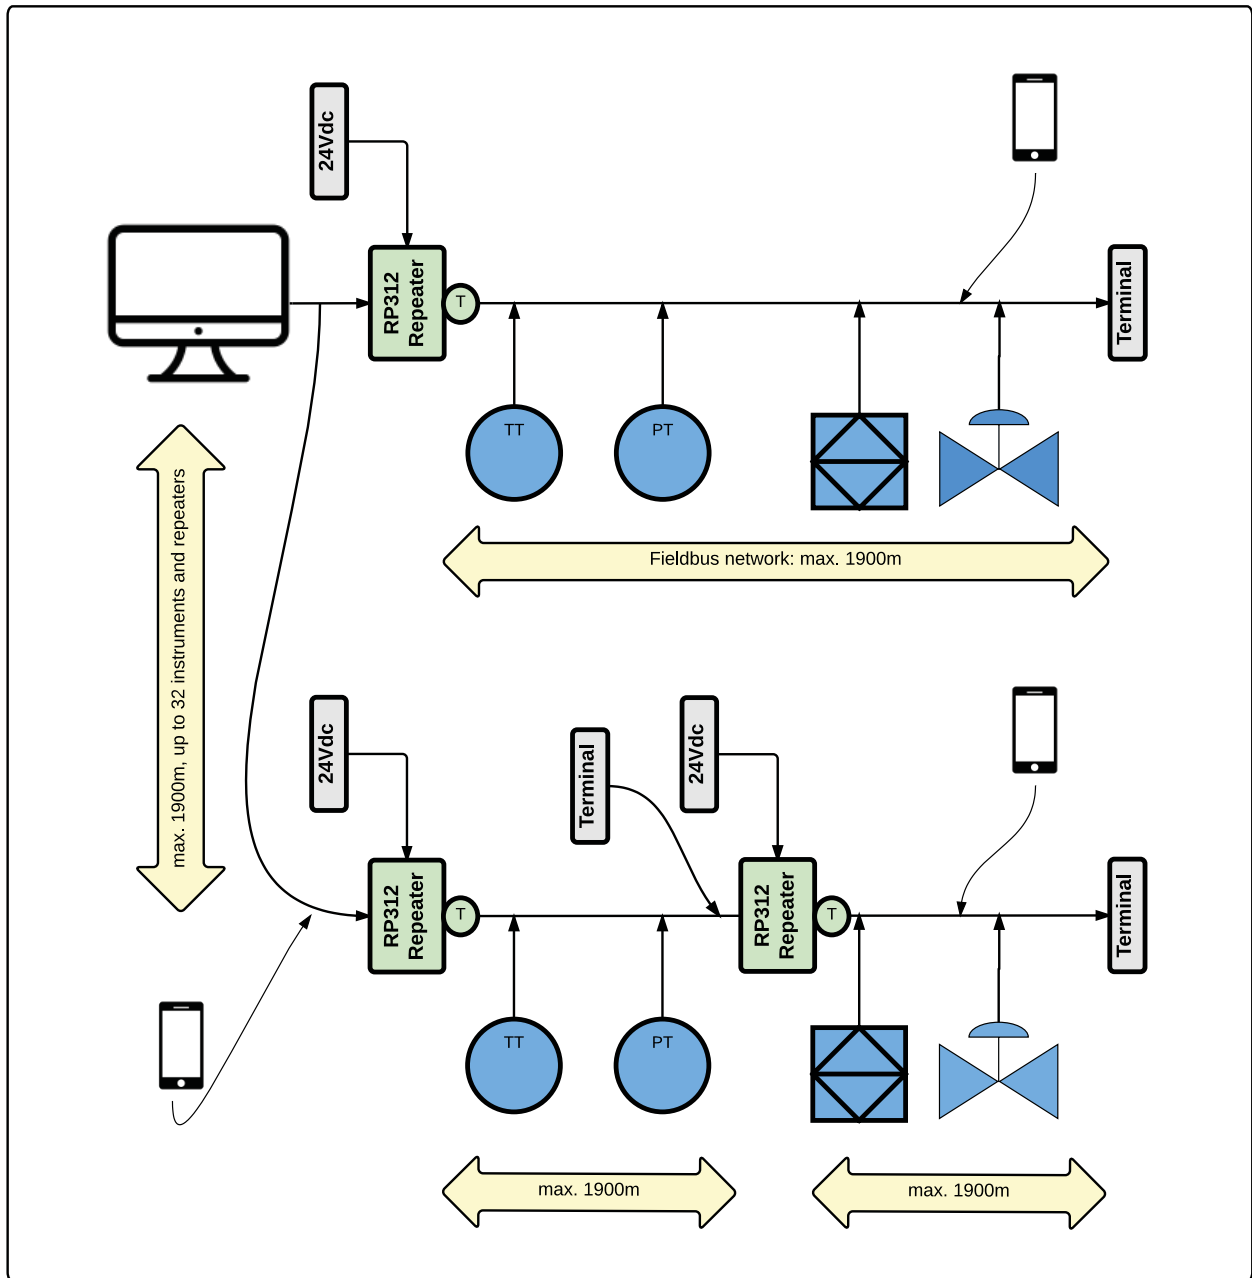 24Vdc
RP312
Repeater
T
Terminal
TT
PT
Fieldbus network: max. 1900m
max. 1900m, up to 32 instruments and repeaters
24Vdc
Terminal
24Vdc
RP312
Repeater
T
RP312
Repeater
T
Terminal
TT
PT
max. 1900m
max. 1900m